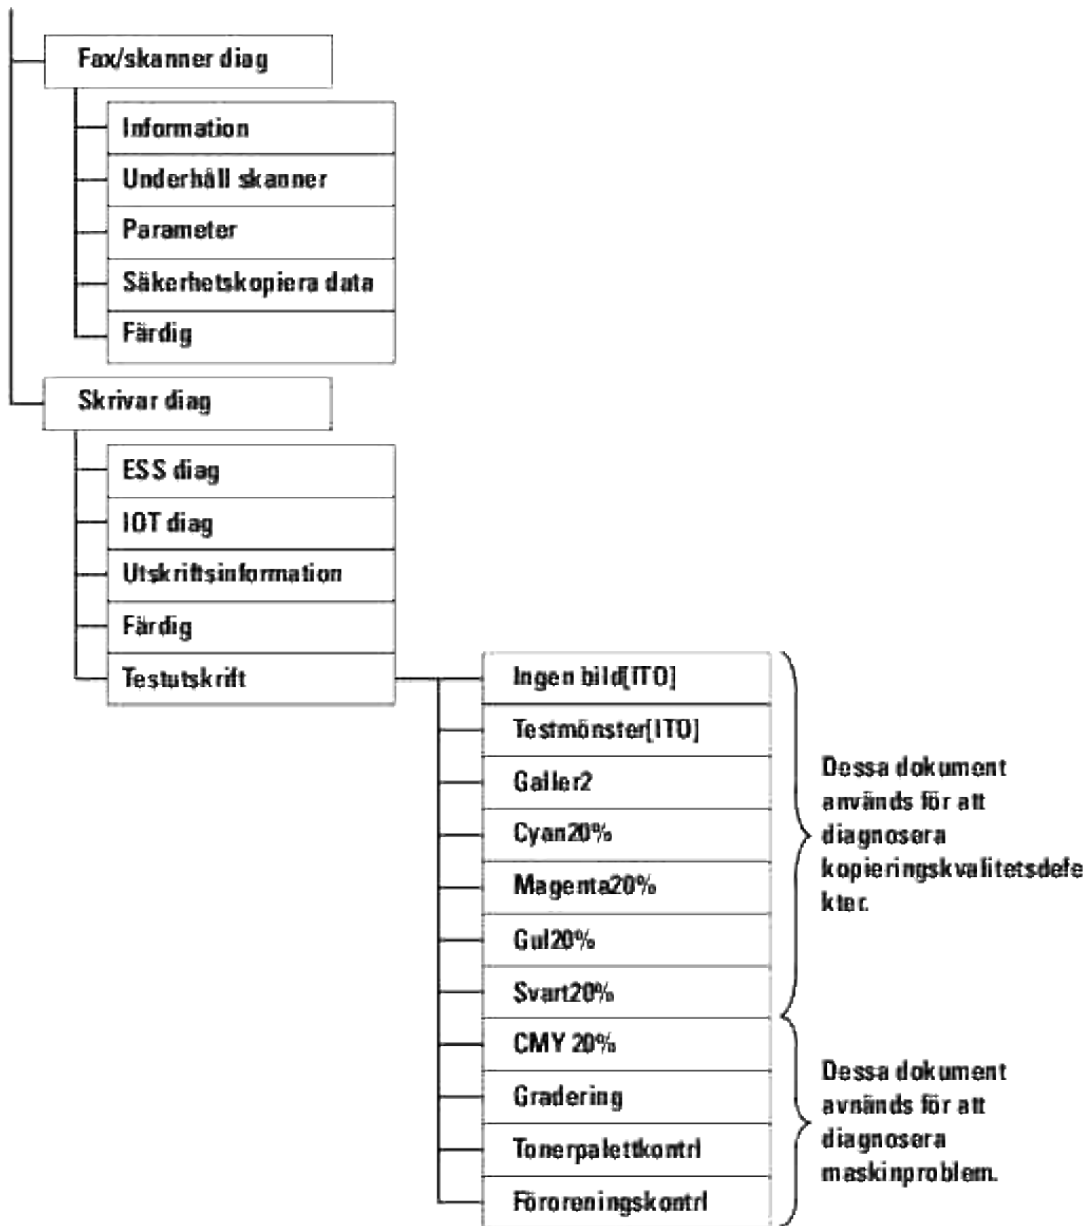 Fax/skanner diag
Information
Underhåll skanner
Parameter
Säkerhetskopiera data
Färdig
Skrivar diag
ESS diag
IOT diag
Utskriftsinformation
Färdig
Testutskrift
Ingen bild[ITO]
Testmönster[ITO]
Galler2
Cyan20%
Magenta20%
Gul20%
Svart20%
Dessa dokument
används för att
diagnosera
kopieringskvalitetsdefe
kter.
CMY 20%
Gradering
Tonerpalettkontrl
Föroreningskontrl
Dessa dokument
avnänds för att
diagnosera
maskinproblem.